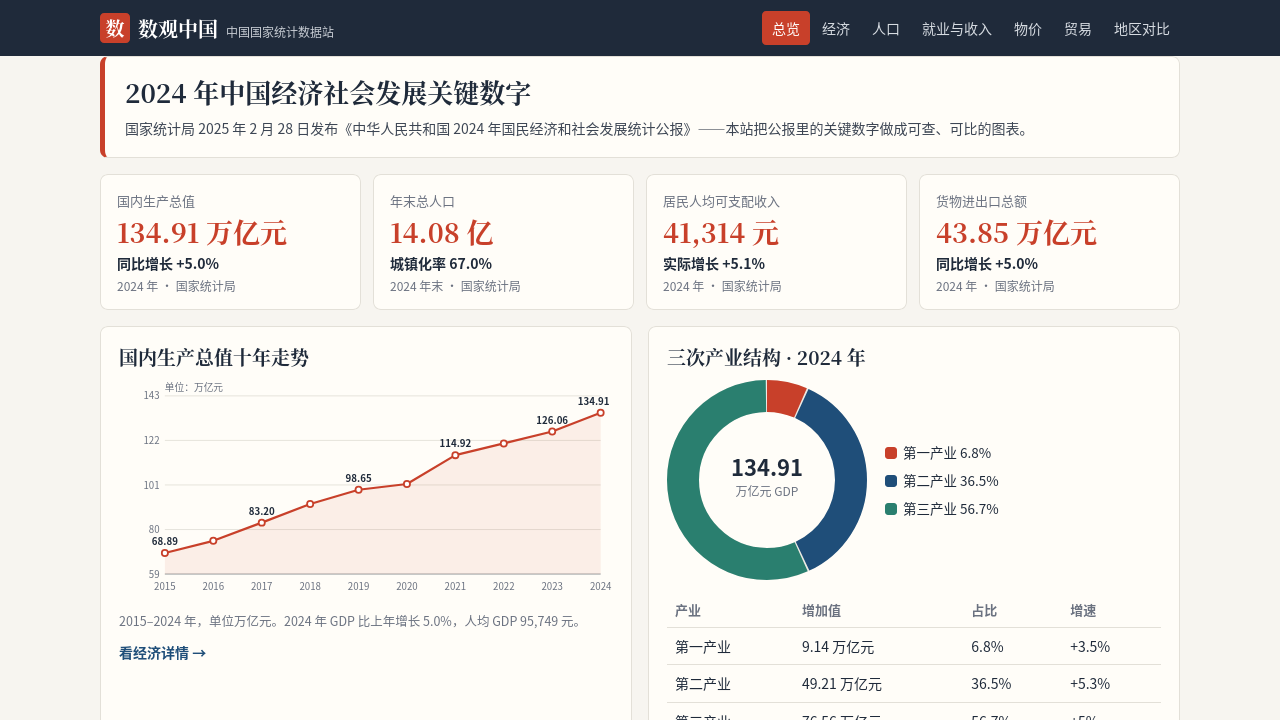 数 数观中国 中国国家统计数据站 总览 经济 人口 就业与收入 物价 贸易 地区对比
2024 年中国经济社会发展关键数字
国家统计局 2025 年 2 月 28 日发布《中华人民共和国 2024 年国民经济和社会发展统计公报》——本站把公报里的关键数字做成可查、可比的图表。
国内生产总值
134.91 万亿元
同比增长 +5.0%
2024 年 · 国家统计局
年末总人口
14.08 亿
城镇化率 67.0%
2024 年末 · 国家统计局
居民人均可支配收入
41,314 元
实际增长 +5.1%
2024 年 · 国家统计局
货物进出口总额
43.85 万亿元
同比增长 +5.0%
2024 年 · 国家统计局
国内生产总值十年走势
单位：万亿元
143
122
101
80
59
68.89
83.20
98.65
114.92
126.06
134.91
2015 2016 2017 2018 2019 2020 2021 2022 2023 2024
2015–2024 年，单位万亿元。2024 年 GDP 比上年增长 5.0%，人均 GDP 95,749 元。
看经济详情 →
三次产业结构 · 2024 年
134.91
万亿元 GDP
第一产业 6.8%
第二产业 36.5%
第三产业 56.7%
产业 增加值 占比 增速
第一产业 9.14 万亿元 6.8% +3.5%
第二产业 49.21 万亿元 36.5% +5.3%
第三产业 76.56 万亿元 56.7% +5%